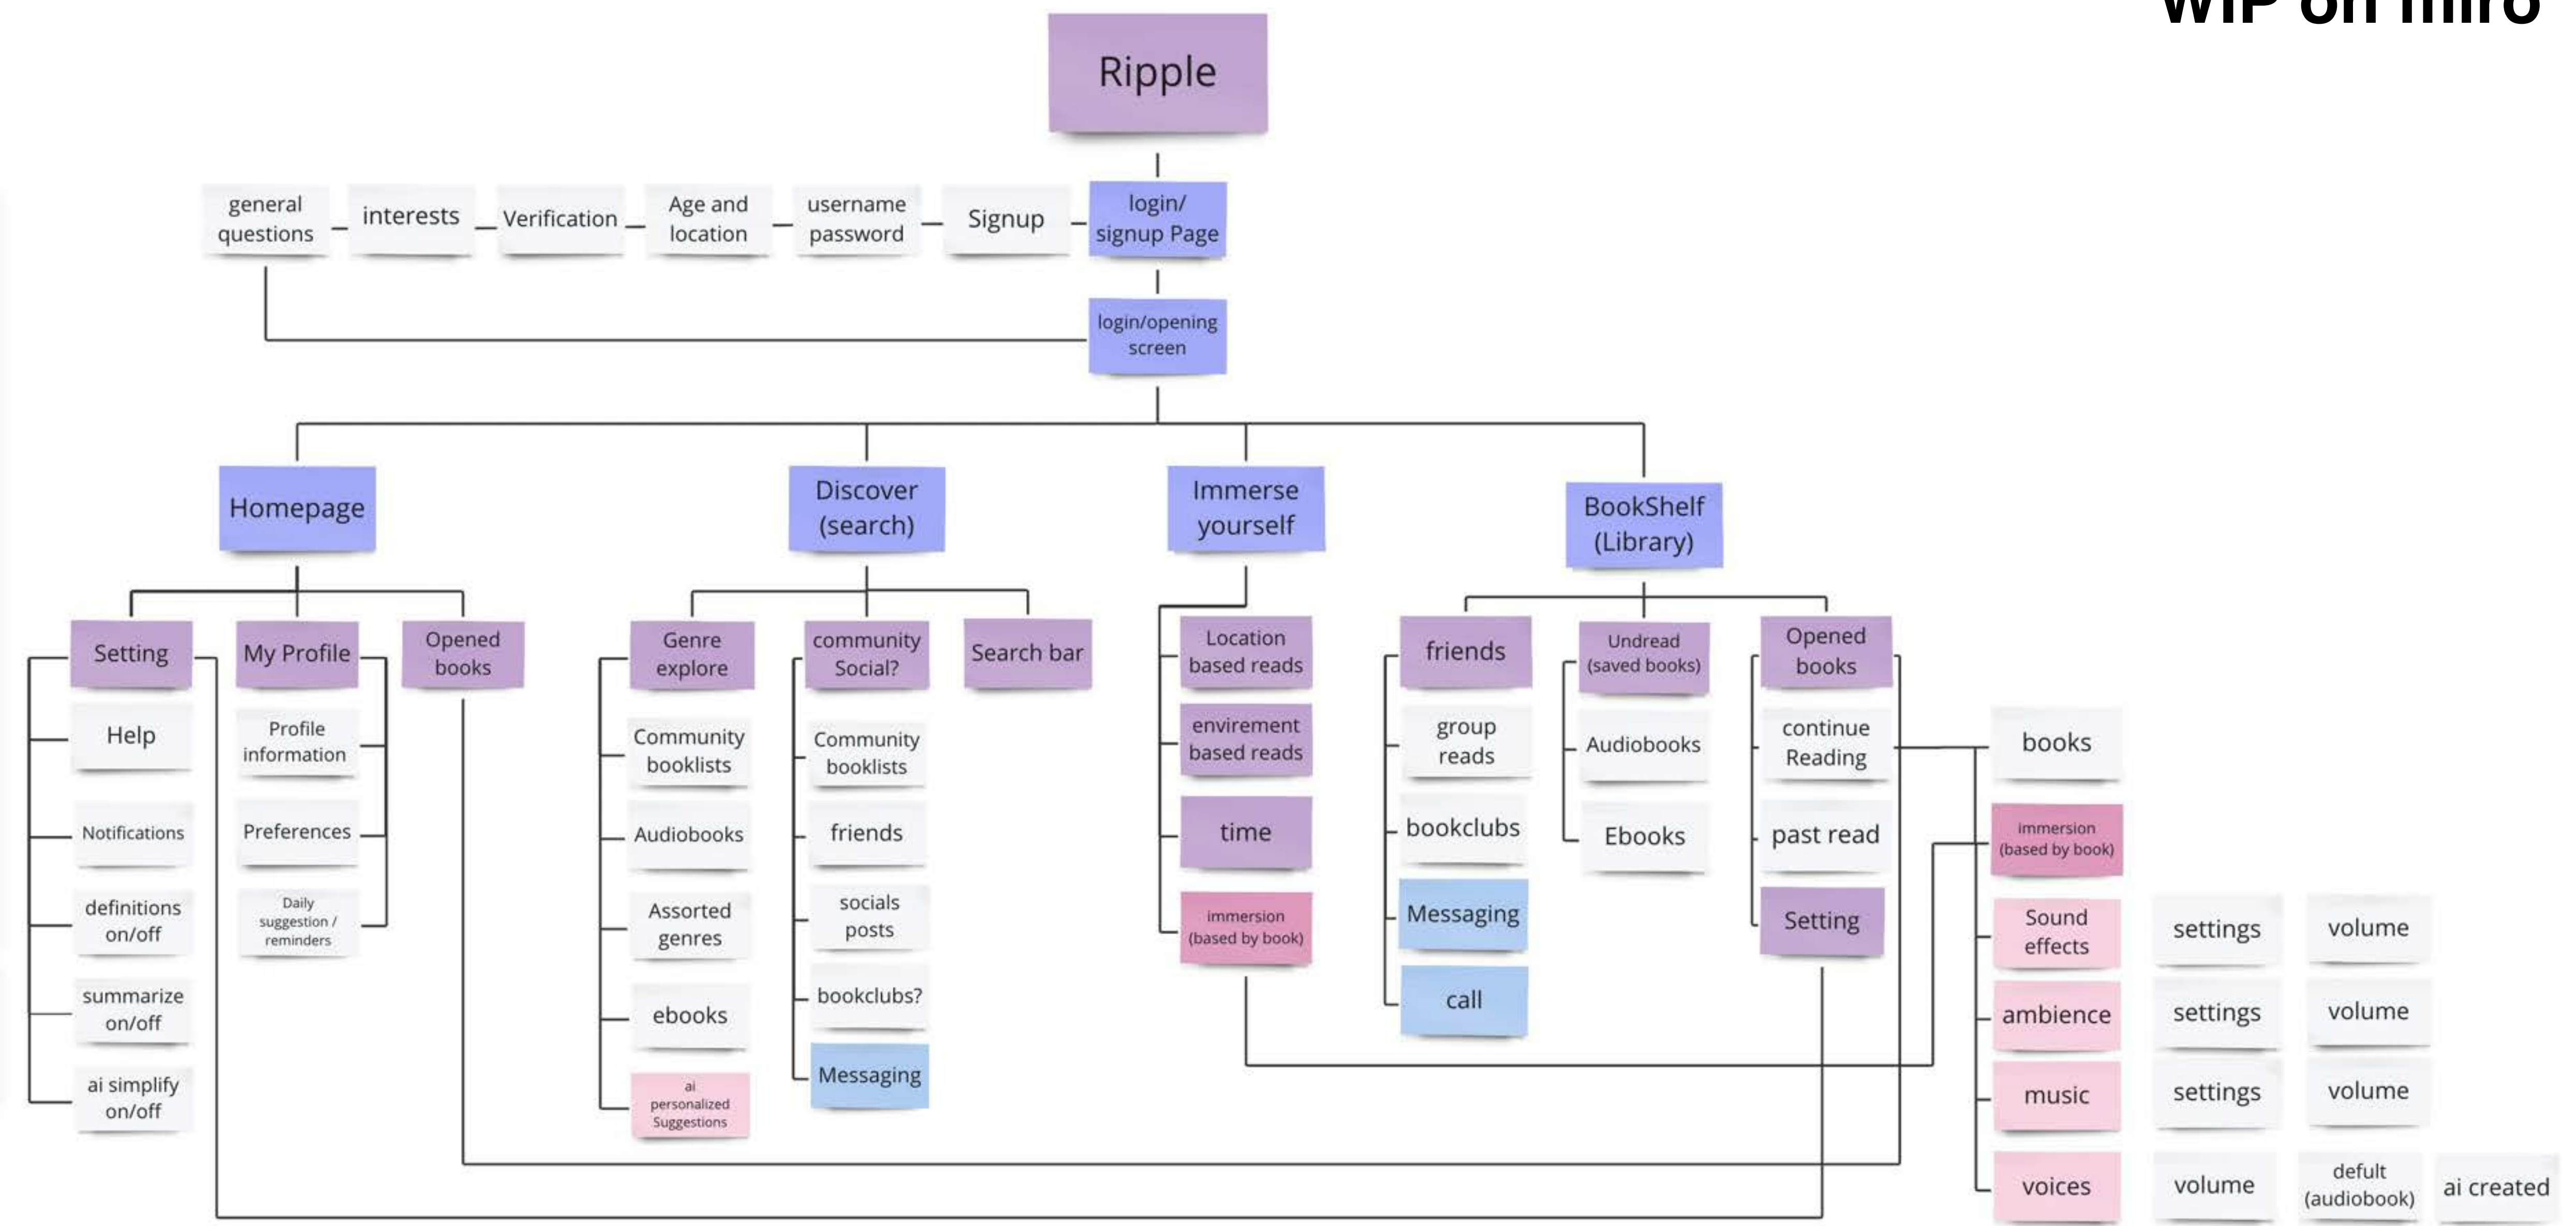 WIP on miro
Ripple
general
questions
interests
Verification
Age and
location
username
password
Signup
login/
signup Page
login/opening
screen
Homepage
Discover
(search)
Immerse
yourself
BookShelf
(Library)
Setting
Help
Notifications
definitions
on/off
summarize
on/off
ai simplify
on/off
My Profile
Profile
information
Preferences
Daily
suggestion /
reminders
Opened
books
Genre
explore
Community
booklists
Audiobooks
Assorted
genres
ebooks
ai
personalized
Suggestions
community
Social?
Community
booklists
friends
socials
posts
bookclubs?
Messaging
Search bar
Location
based reads
envirement
based reads
time
immersion
(based by book)
friends
group
reads
bookclubs
Messaging
call
Undread
(saved books)
Audiobooks
Ebooks
Opened
books
continue
Reading
past read
Setting
books
immersion
(based by book)
Sound
effects
settings
volume
ambience
settings
volume
music
settings
volume
voices
volume
defult
(audiobook)
ai created